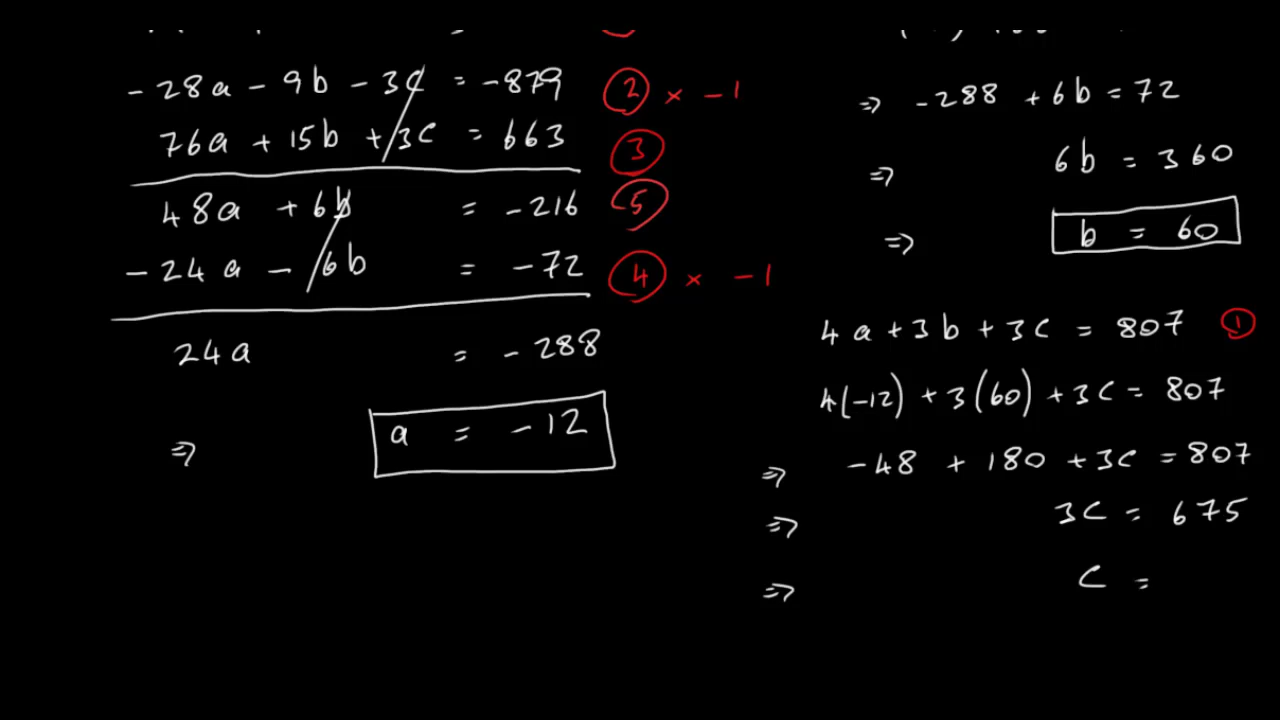 -28a - 9b - 3c = -879 ② × -1
76a + 15b + 3c = 663 ③
48a + 6b = -216 ⑤
-24a - 6b = -72 ④ × -1
24a = -288
⇒ a = -12
⇒ -288 + 6b = 72
⇒ 6b = 360
⇒ b = 60
4a + 3b + 3c = 807 ①
4(-12) + 3(60) + 3c = 807
⇒ -48 + 180 + 3c = 807
⇒ 3c = 675
⇒ c =